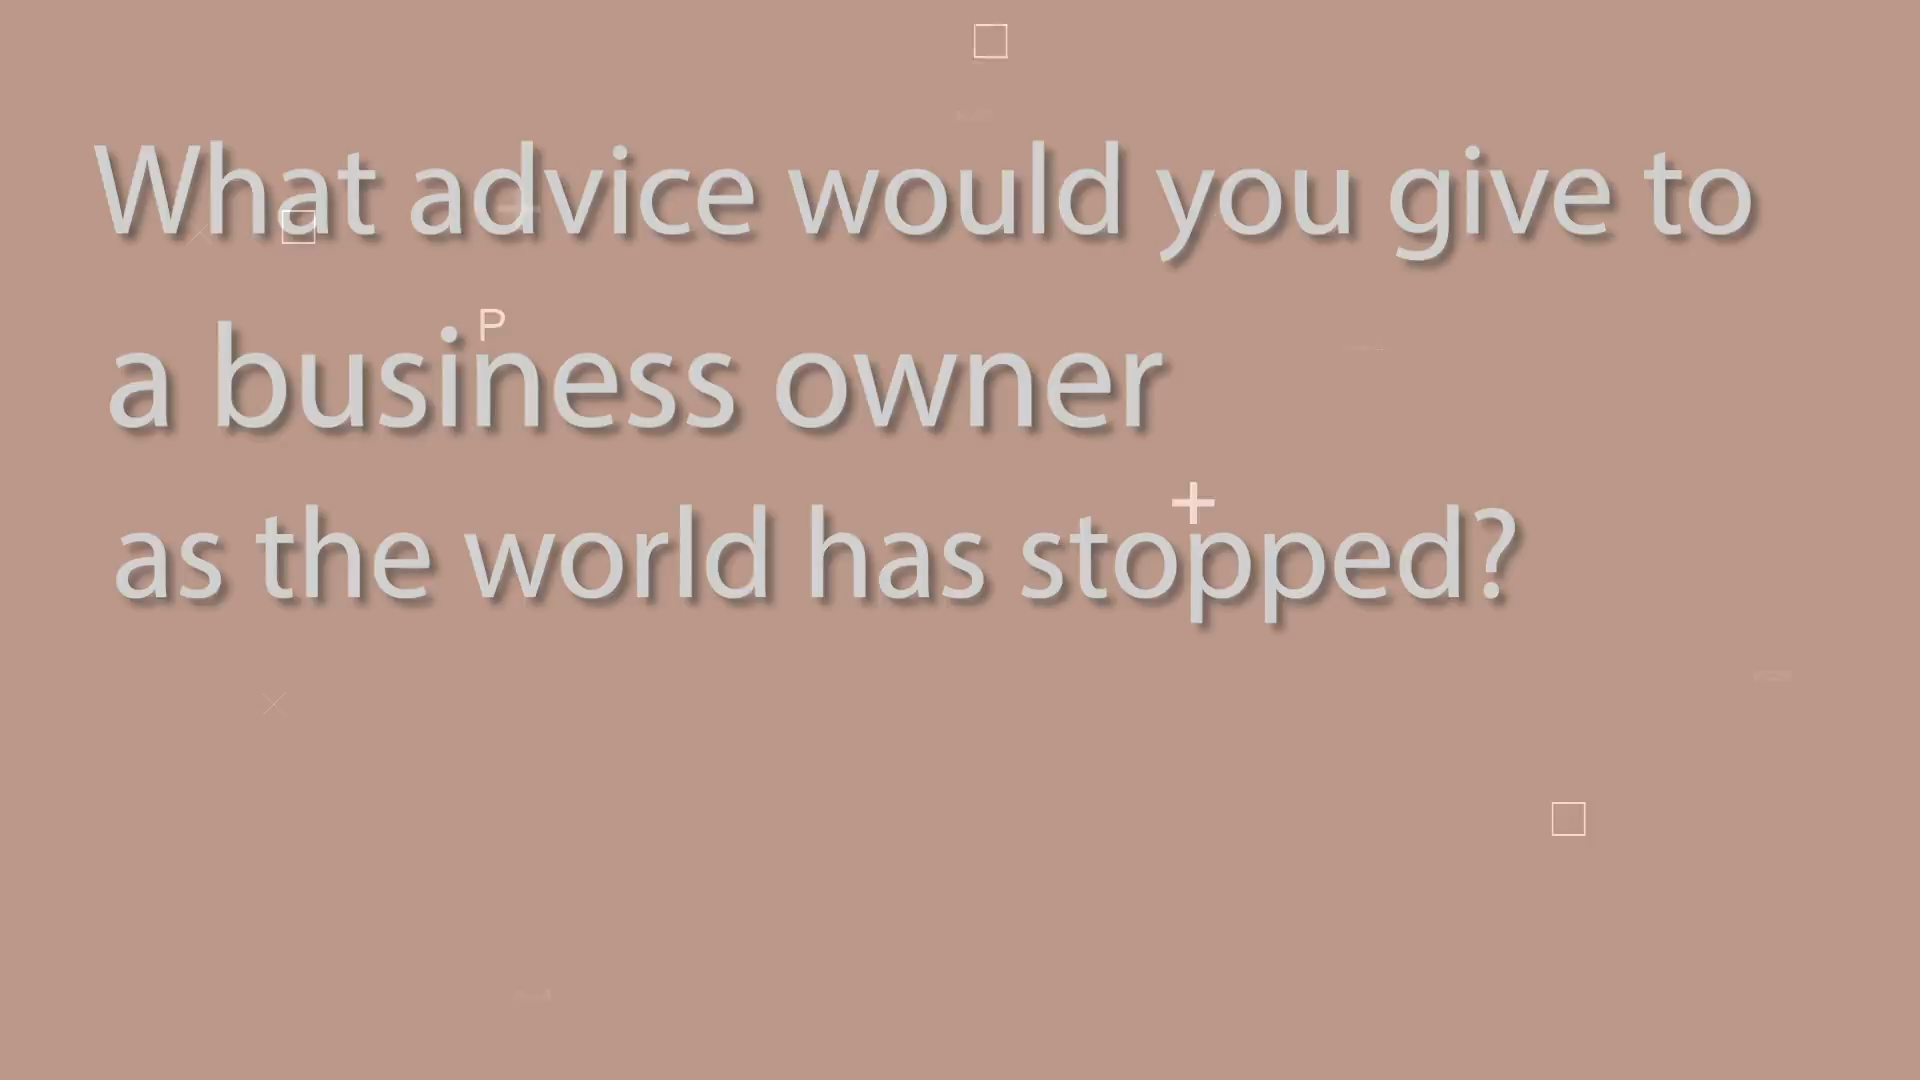 What advice would you give to
P
a business owner
as the world has stopped?